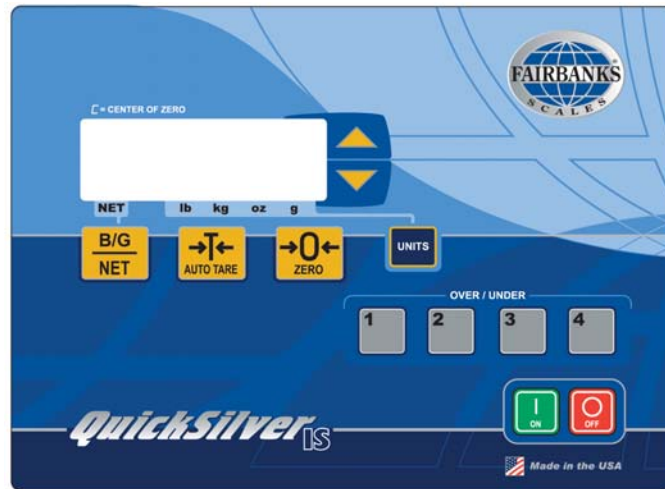 FAIRBANKS
SCALES
= CENTER OF ZERO
NET lb kg oz g
B/G
NET
T
AUTO TARE
0
ZERO
UNITS
OVER / UNDER
1 2 3 4
QuickSilver IS
ON
OFF
Made in the USA